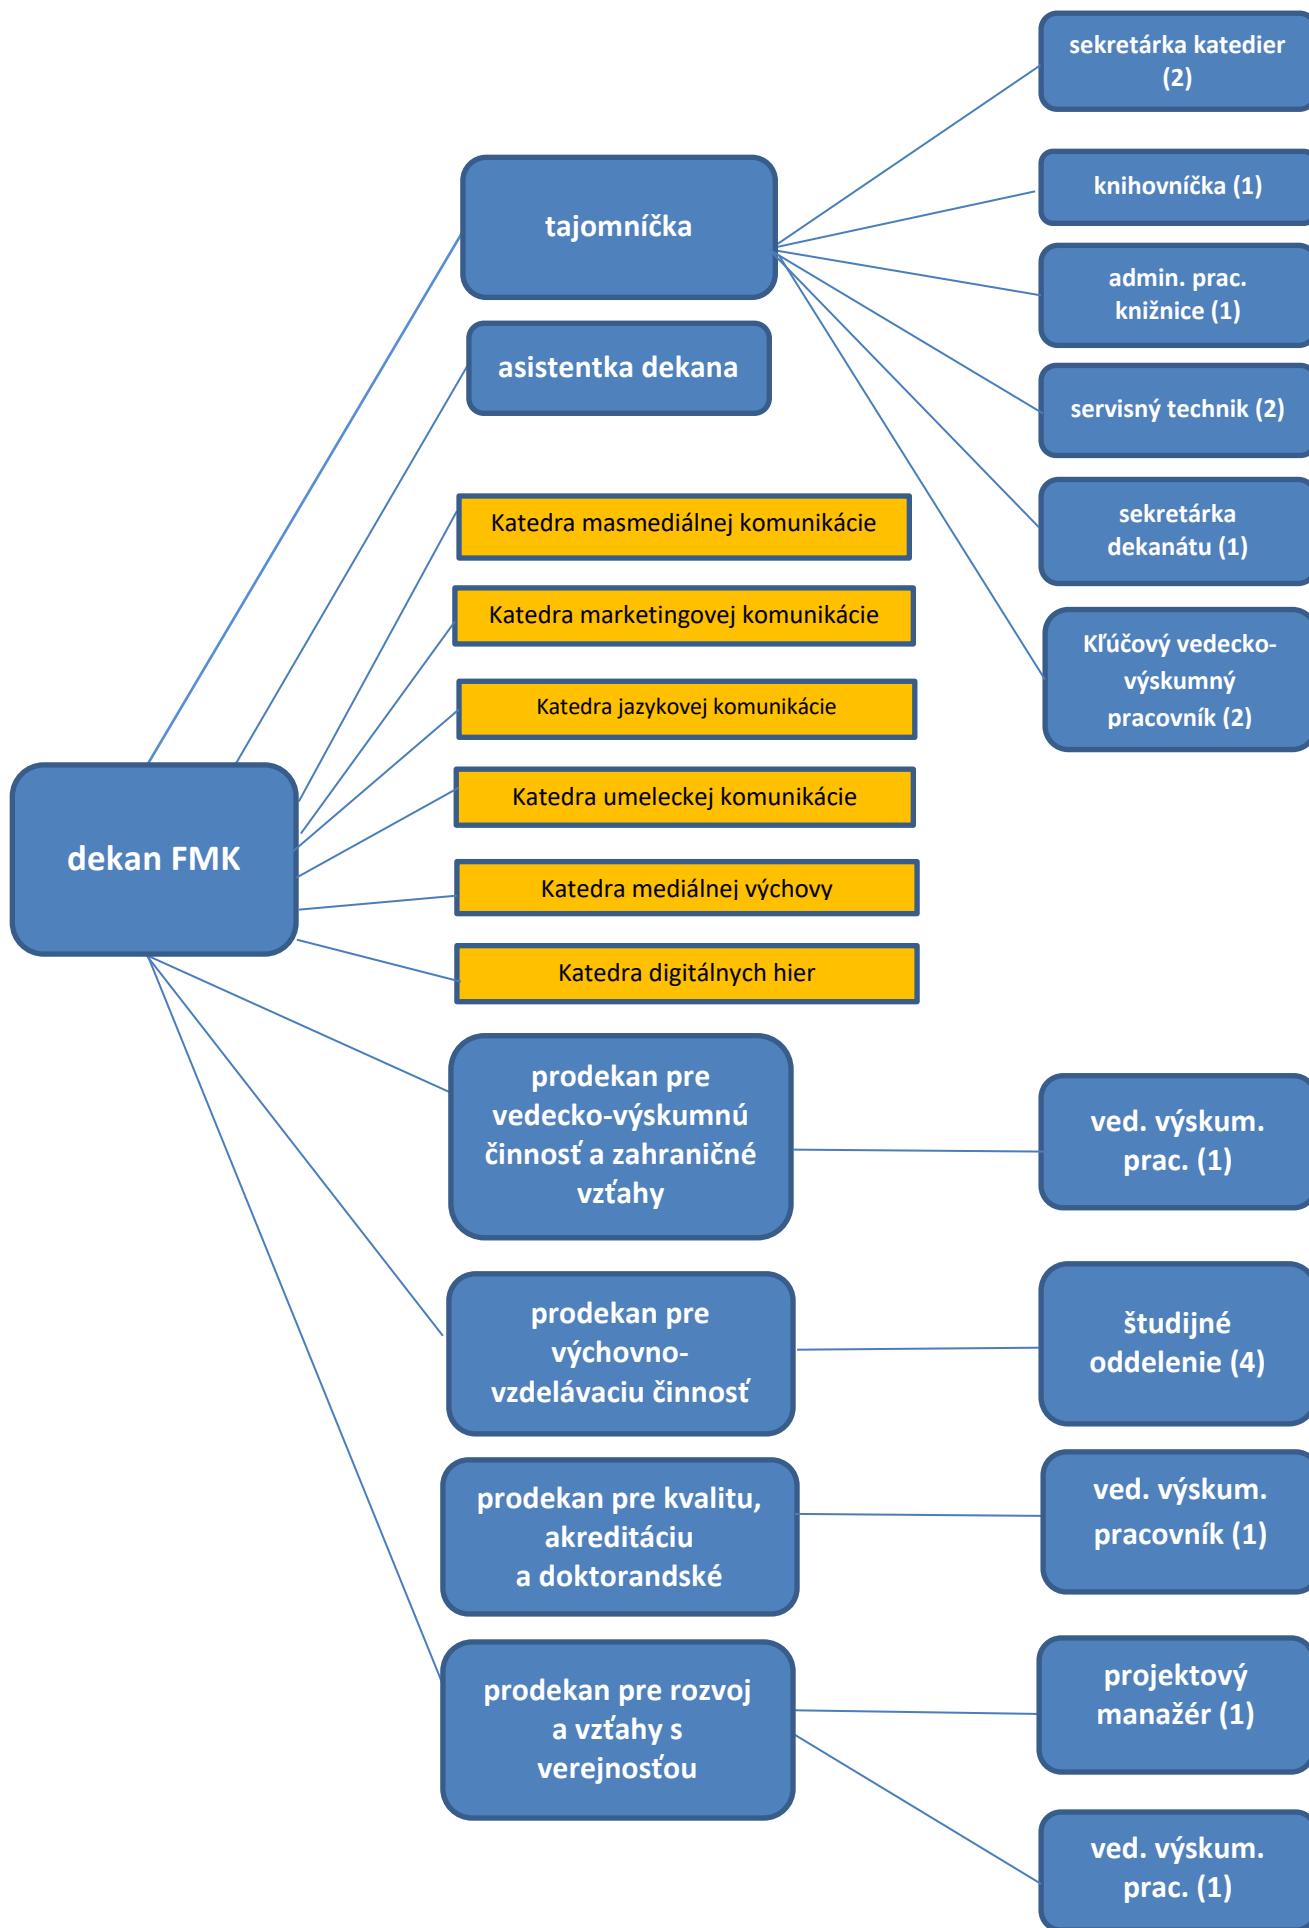 sekretárka katedier
(2)
knihovníčka (1)
tajomníčka
admin. prac.
knižnice (1)
asistentka dekana
servisný technik (2)
sekretárka
dekanátu (1)
Katedra masmediálnej komunikácie
Katedra marketingovej komunikácie
Kľúčový vedecko-
výskumný
pracovník (2)
Katedra jazykovej komunikácie
Katedra umeleckej komunikácie
dekan FMK
Katedra mediálnej výchovy
Katedra digitálnych hier
prodekan pre
vedecko-výskumnú
činnosť a zahraničné
vzťahy
ved. výskum.
prac. (1)
prodekan pre
výchovno-
vzdelávaciu činnosť
študijné
oddelenie (4)
prodekan pre kvalitu,
akreditáciu
a doktorandské
ved. výskum.
pracovník (1)
prodekan pre rozvoj
a vzťahy s
verejnosťou
projektový
manažér (1)
ved. výskum.
prac. (1)